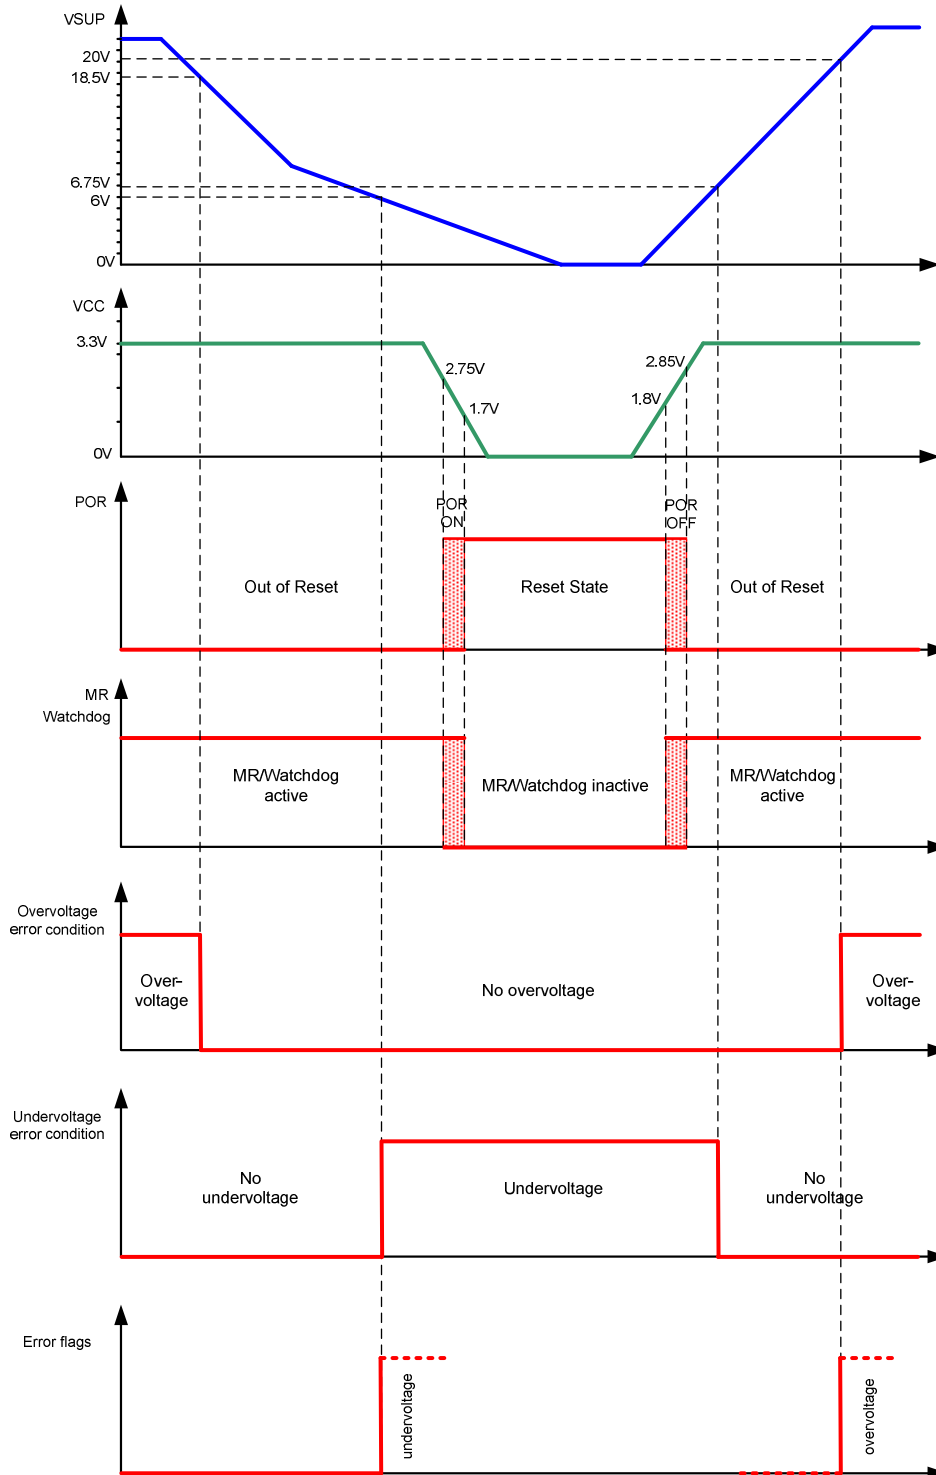 VSUP
20V
18.5V
6.75V
6V
0V
VCC
3.3V
2.75V
2.85V
1.7V
1.8V
0V
POR
POR
ON
POR
OFF
Out of Reset
Reset State
Out of Reset
MR
Watchdog
MR/Watchdog
active
MR/Watchdog inactive
MR/Watchdog
active
Overvoltage
error condition
Over-
voltage
No overvoltage
Over-
voltage
Undervoltage
error condition
No
undervoltage
Undervoltage
No
undervoltage
Error flags
undervoltage
overvoltage